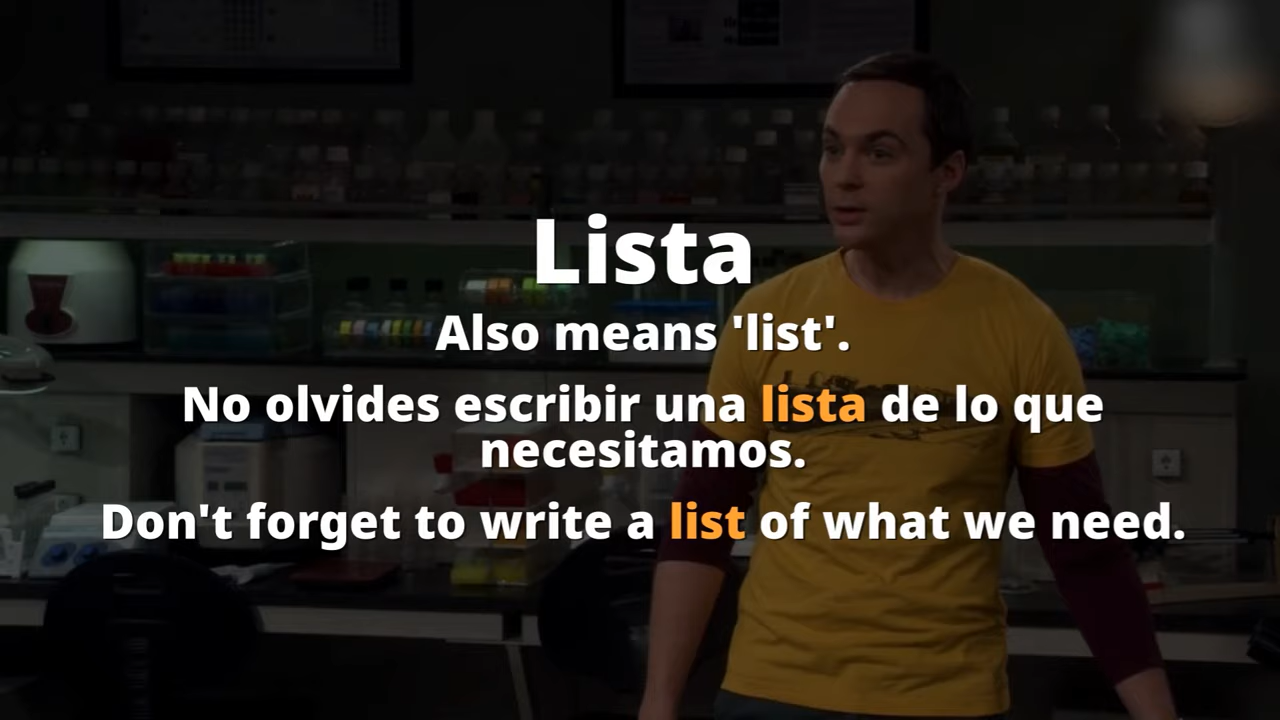 Lista
Also means 'list'.
No olvides escribir una lista de lo que
necesitamos.
Don't forget to write a list of what we need.